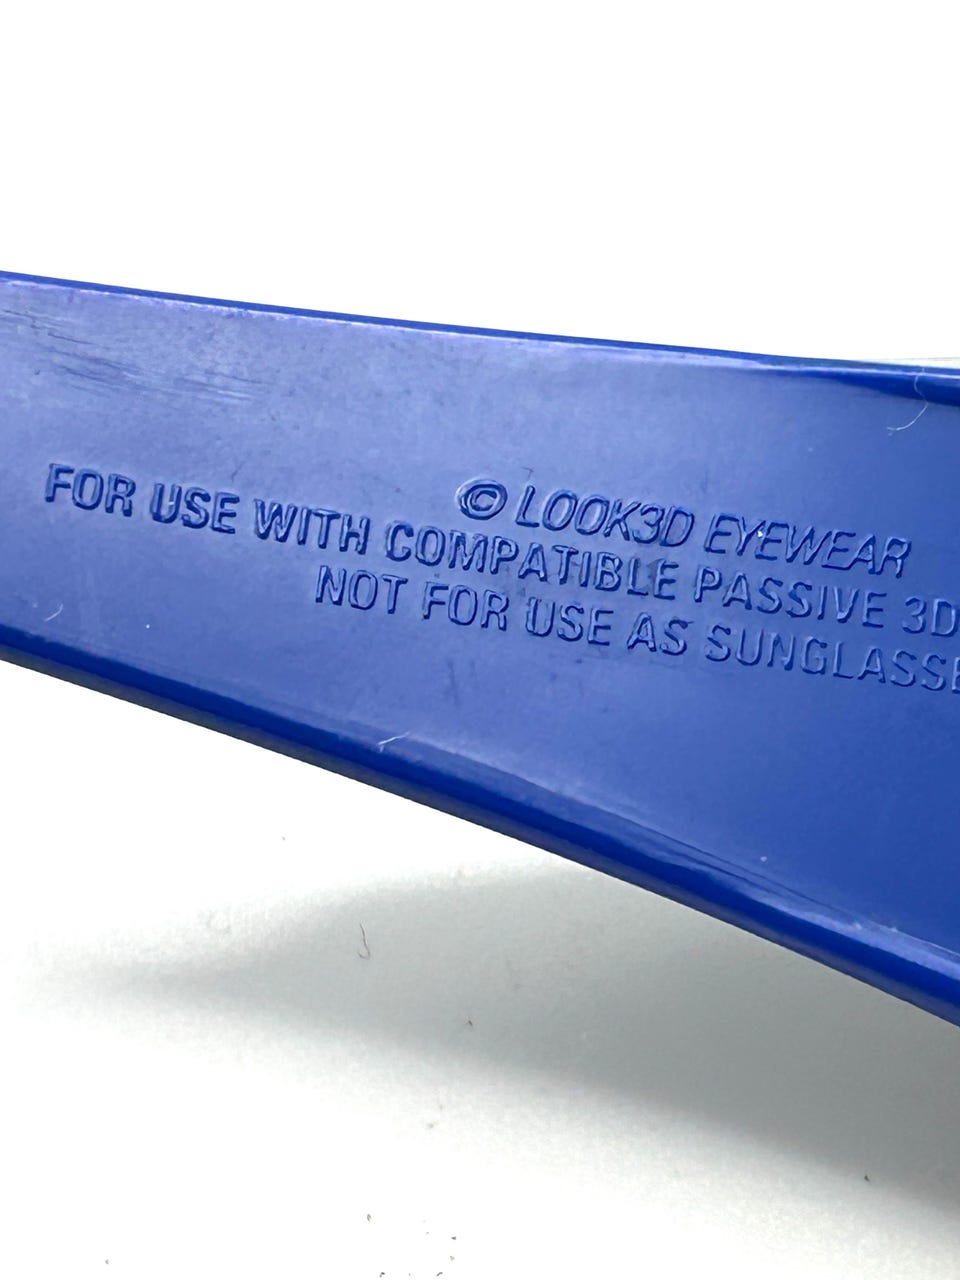 © LOOK3D EYEWEAR
FOR USE WITH COMPATIBLE PASSIVE 3D
NOT FOR USE AS SUNGLASSE